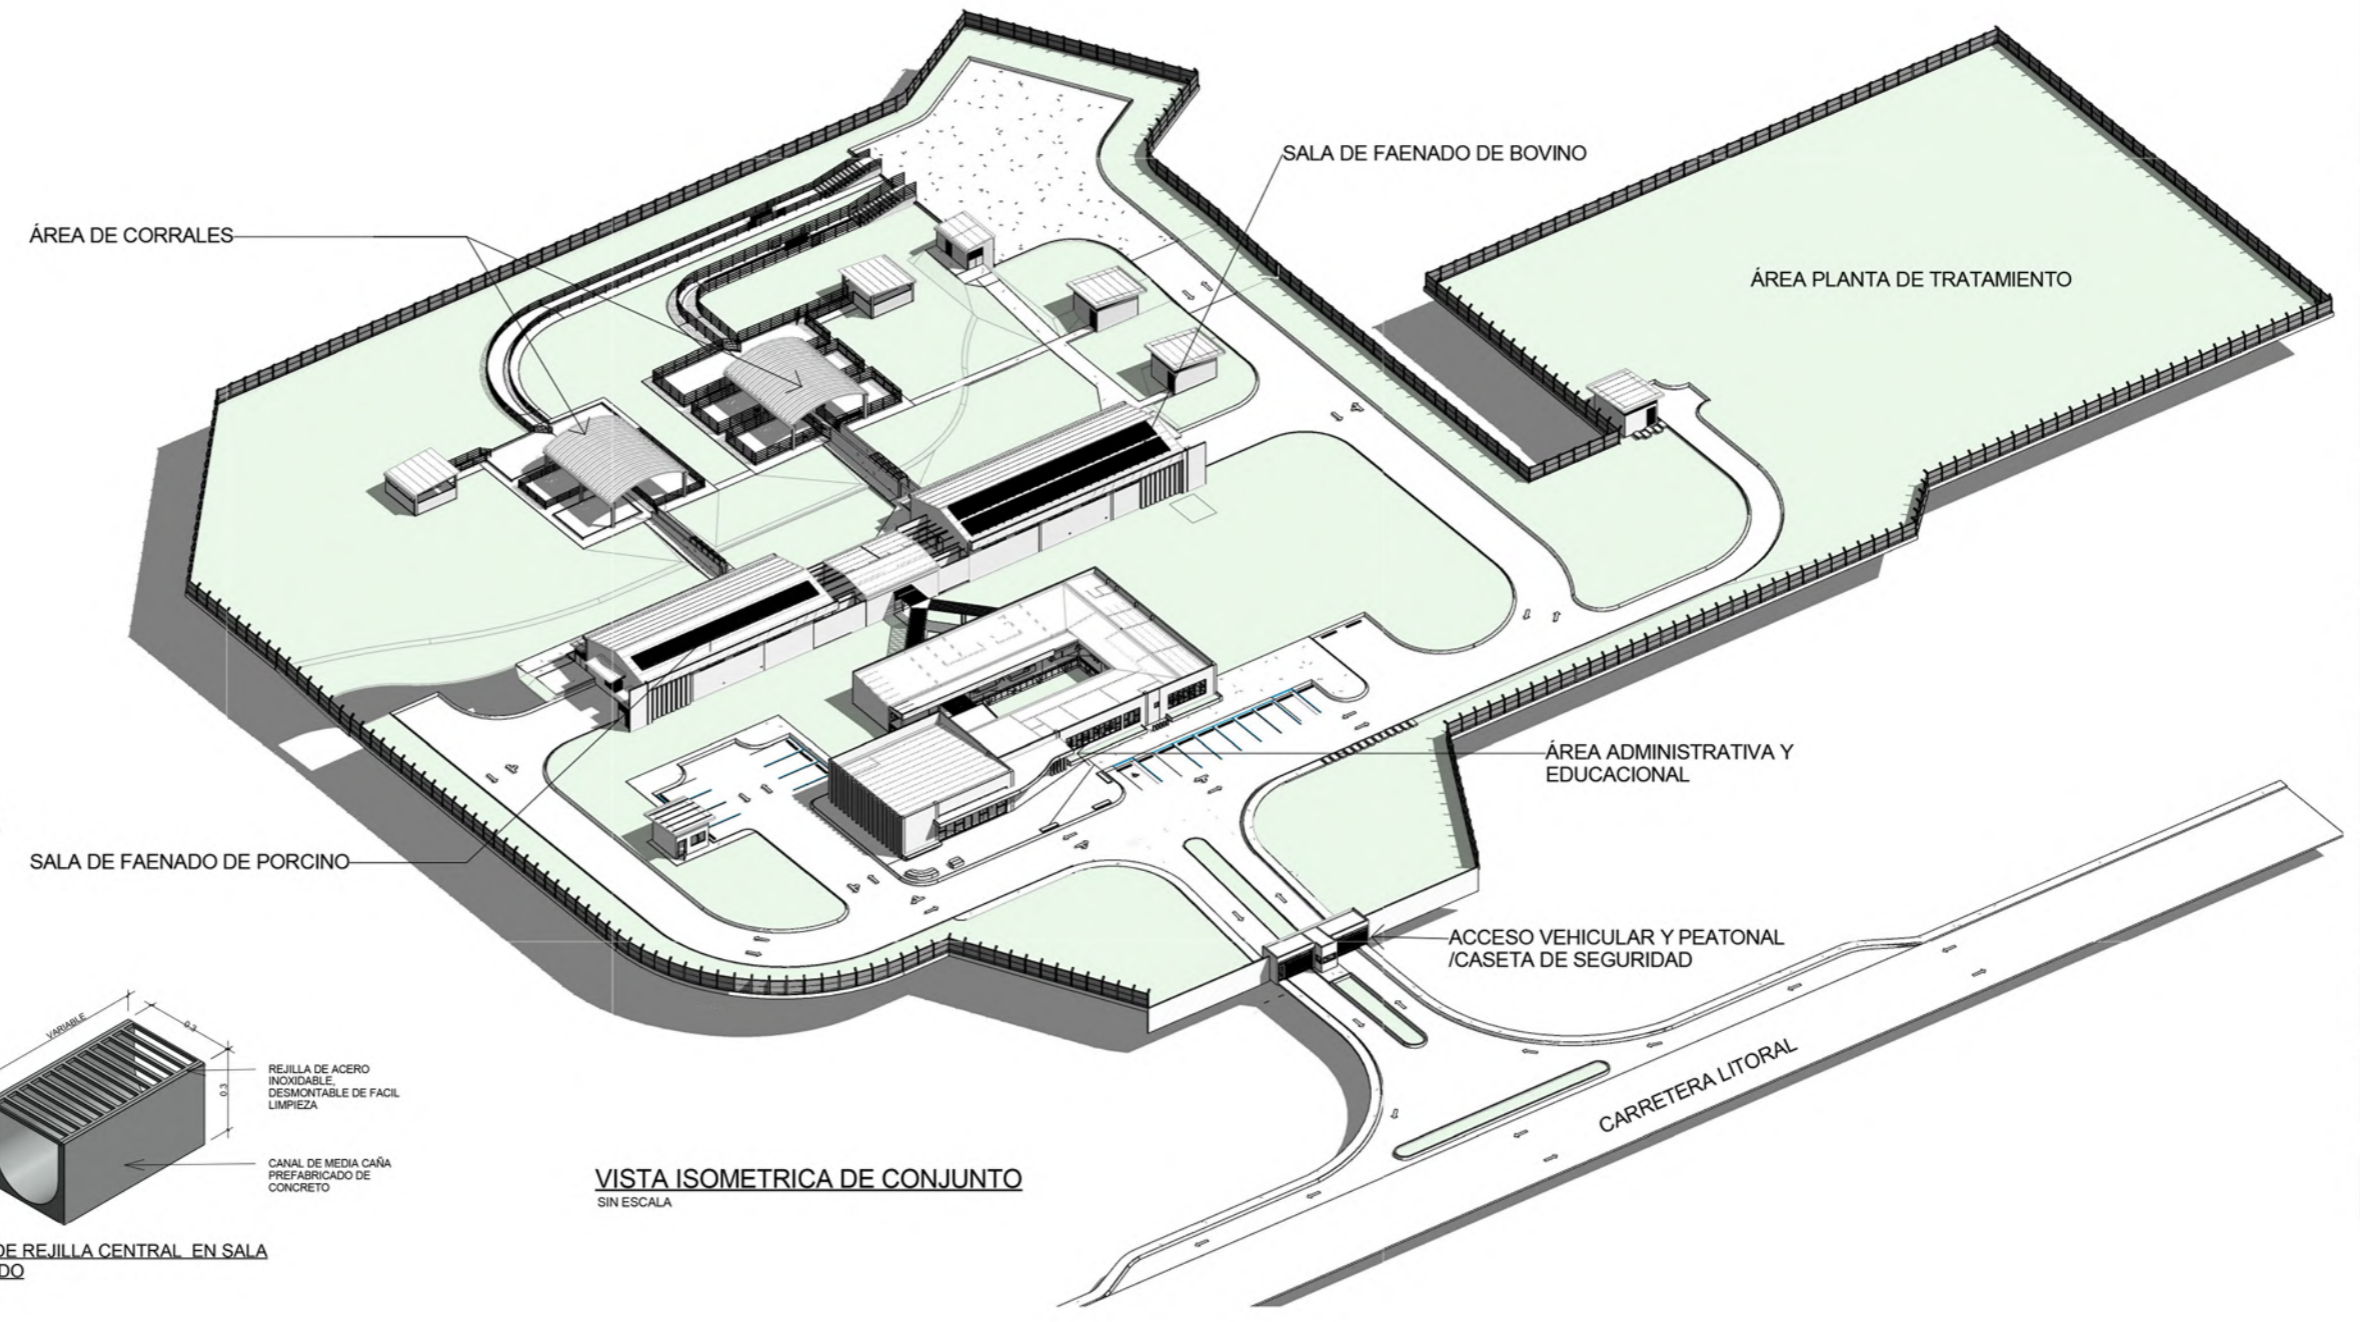 SALA DE FAENADO DE BOVINO
ÁREA DE CORRALES
ÁREA PLANTA DE TRATAMIENTO
ÁREA ADMINISTRATIVA Y
EDUCACIONAL
SALA DE FAENADO DE PORCINO
ACCESO VEHICULAR Y PEATONAL
/CASETA DE SEGURIDAD
CARRETERA LITORAL
VARIABLE
0.3
0.3
REJILLA DE ACERO
INOXIDABLE,
DESMONTABLE DE FACIL
LIMPIEZA
CANAL DE MEDIA CAÑA
PREFABRICADO DE
CONCRETO
VISTA ISOMETRICA DE CONJUNTO
SIN ESCALA
DE REJILLA CENTRAL EN SALA
DO